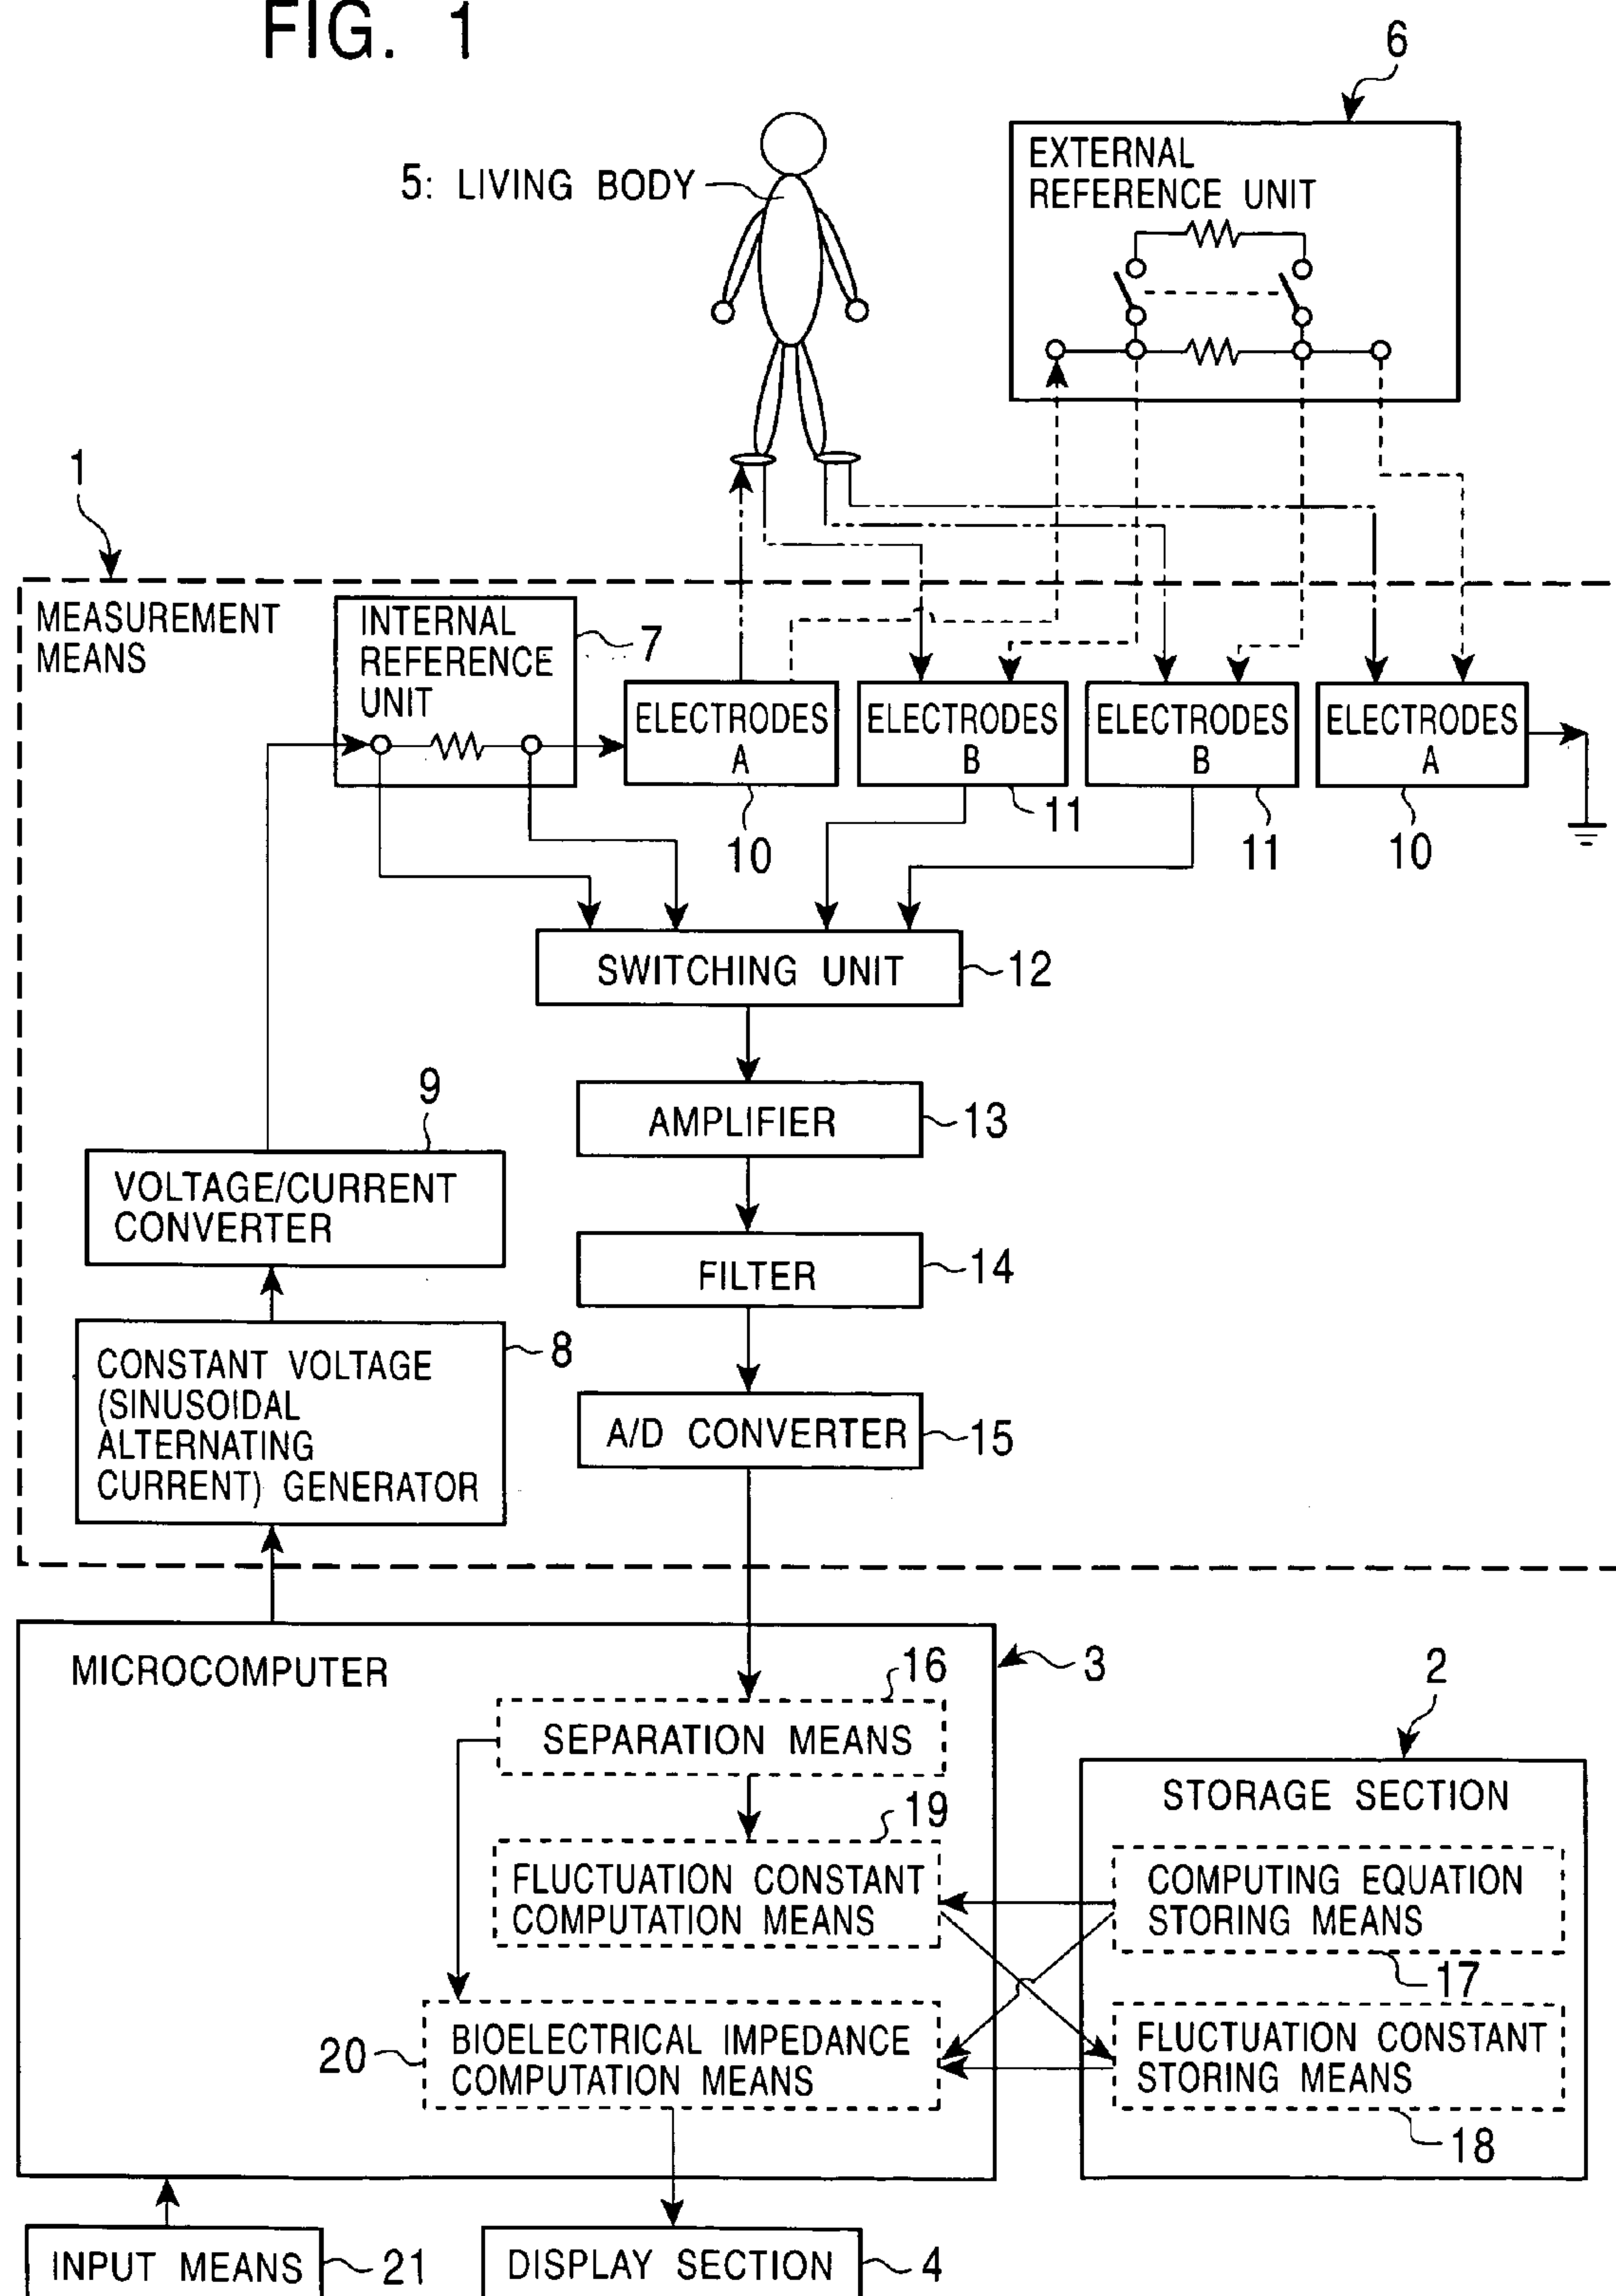 FIG. 1
6
5: LIVING BODY
EXTERNAL
REFERENCE UNIT
1
MEASUREMENT
MEANS
INTERNAL
REFERENCE
UNIT
7
ELECTRODES
A
ELECTRODES
B
ELECTRODES
B
ELECTRODES
A
10
11
11
10
SWITCHING UNIT
12
AMPLIFIER
13
9
VOLTAGE/CURRENT
CONVERTER
FILTER
14
CONSTANT VOLTAGE
(SINUSOIDAL
ALTERNATING
CURRENT) GENERATOR
8
A/D CONVERTER
15
MICROCOMPUTER
3
16
SEPARATION MEANS
2
STORAGE SECTION
19
FLUCTUATION CONSTANT
COMPUTATION MEANS
COMPUTING EQUATION
STORING MEANS
17
20
BIOELECTRICAL IMPEDANCE
COMPUTATION MEANS
FLUCTUATION CONSTANT
STORING MEANS
18
INPUT MEANS
21
DISPLAY SECTION
4